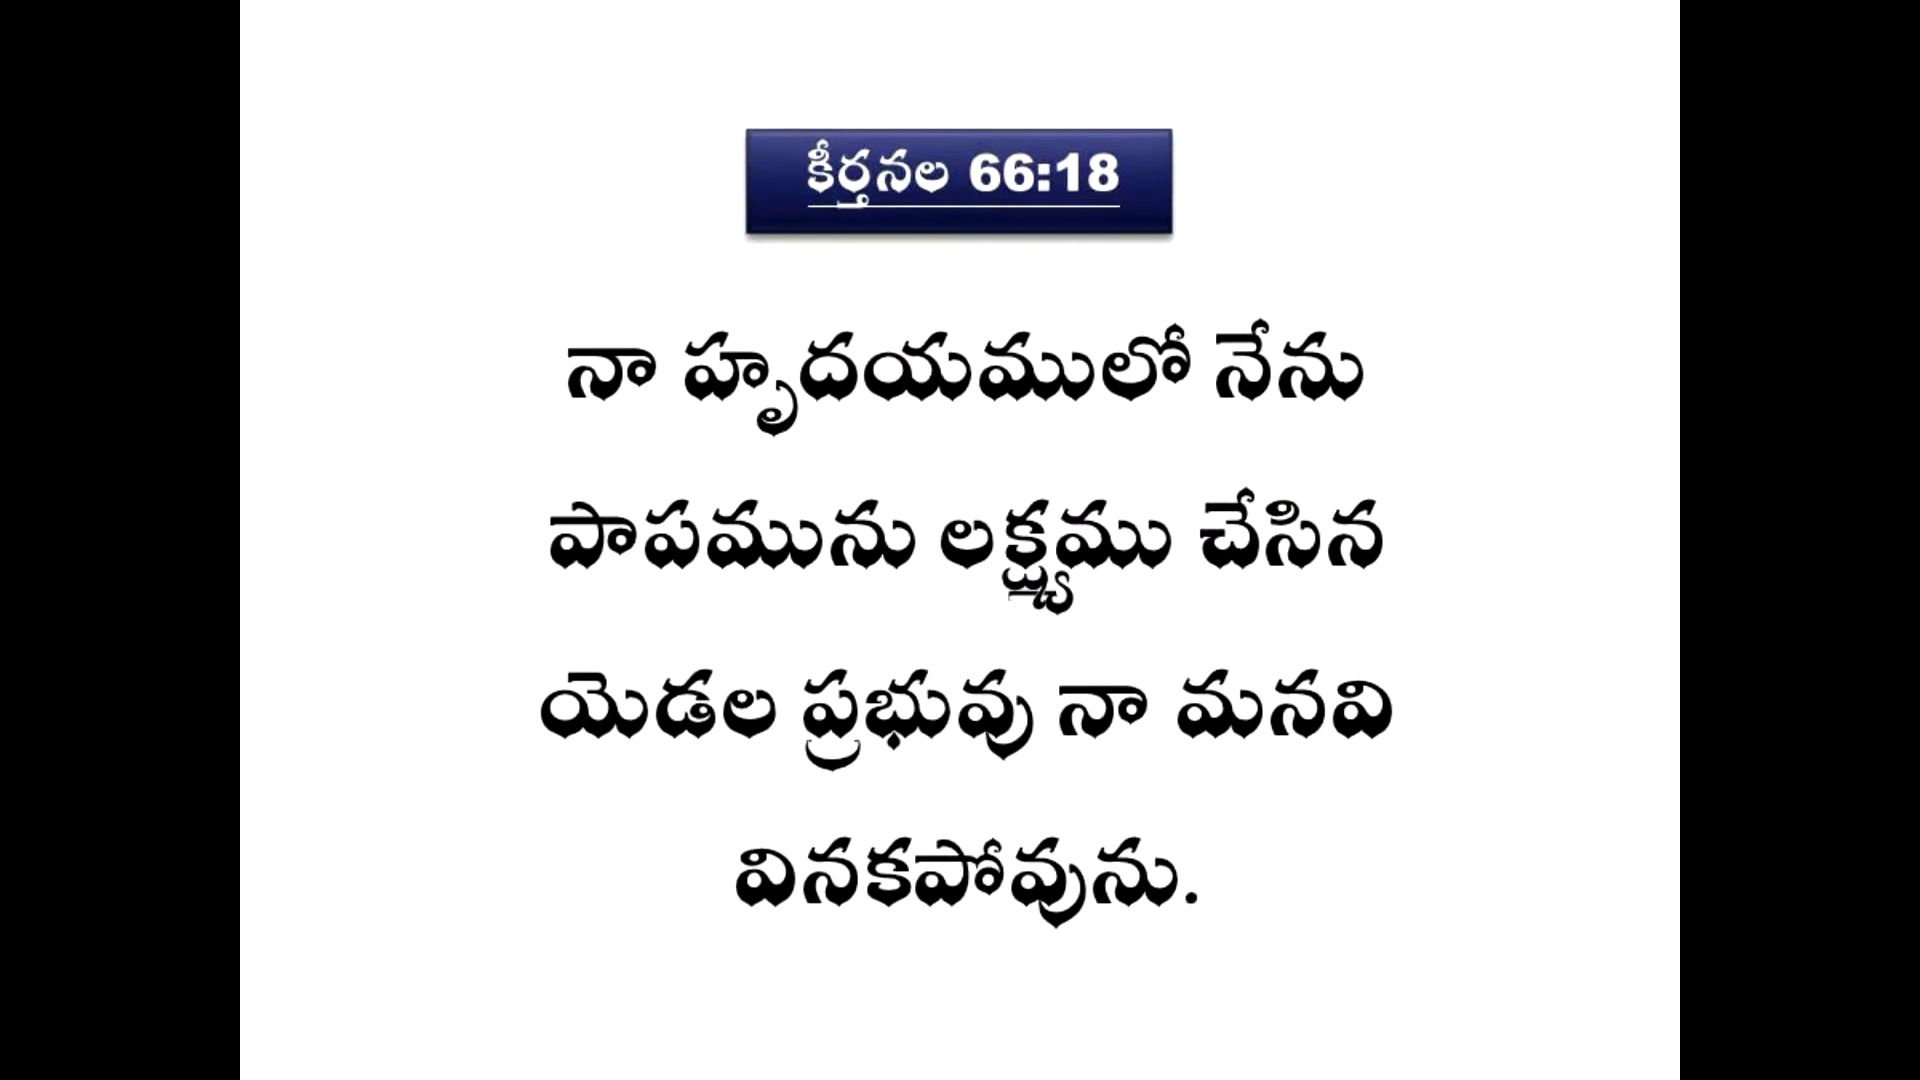 కీర్తనల 66:18
నా హృదయములో నేను
పాపమును లక్ష్యము చేసిన
యెడల ప్రభువు నా మనవి
వినకపోవును.